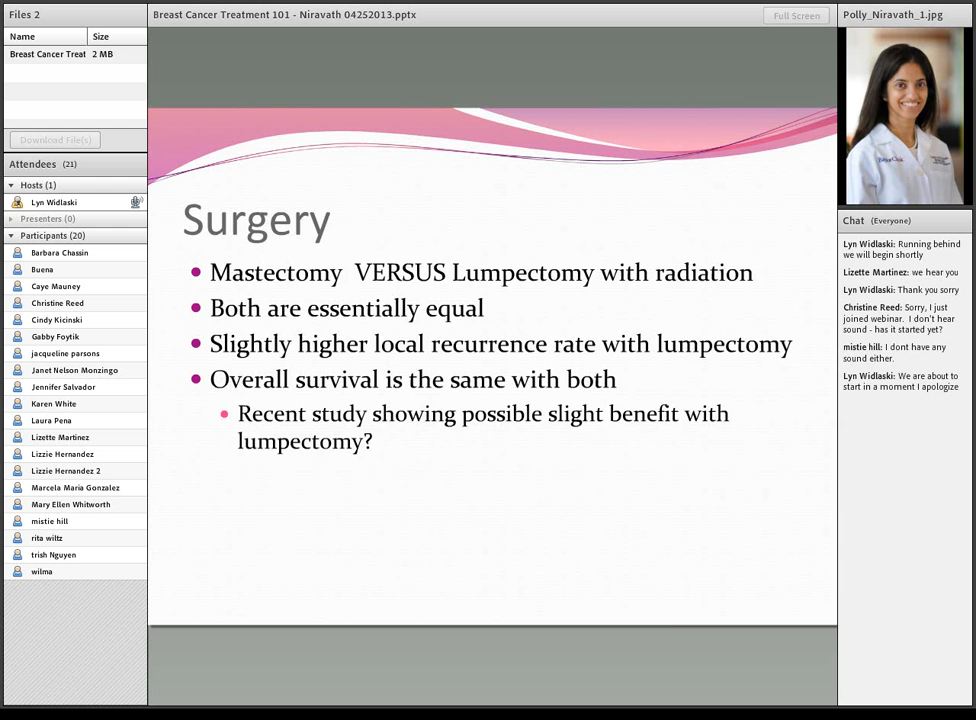 Files 2
Name Size
Breast Cancer Treat 2 MB
Download File(s)
Attendees (21)
Hosts (1)
Lyn Widlaski
Presenters (0)
Participants (20)
Barbara Chassin
Buena
Caye Mauney
Christine Reed
Cindy Kicinski
Gabby Foytik
jacqueline parsons
Janet Nelson Monzingo
Jennifer Salvador
Karen White
Laura Pena
Lizette Martinez
Lizzie Hernandez
Lizzie Hernandez 2
Marcela Maria Gonzalez
Mary Ellen Whitworth
mistie hill
rita wiltz
trish Nguyen
wilma
Breast Cancer Treatment 101 - Niravath 04252013.pptx
Full Screen
Surgery
Mastectomy VERSUS Lumpectomy with radiation
Both are essentially equal
Slightly higher local recurrence rate with lumpectomy
Overall survival is the same with both
Recent study showing possible slight benefit with
lumpectomy?
Polly_Niravath_1.jpg
Chat (Everyone)
Lyn Widlaski: Running behind
we will begin shortly
Lizette Martinez: we hear you
Lyn Widlaski: Thank you sorry
Christine Reed: Sorry, I just
joined webinar. I don't hear
sound - has it started yet?
mistie hill: I dont have any
sound either.
Lyn Widlaski: We are about to
start in a moment I apologize